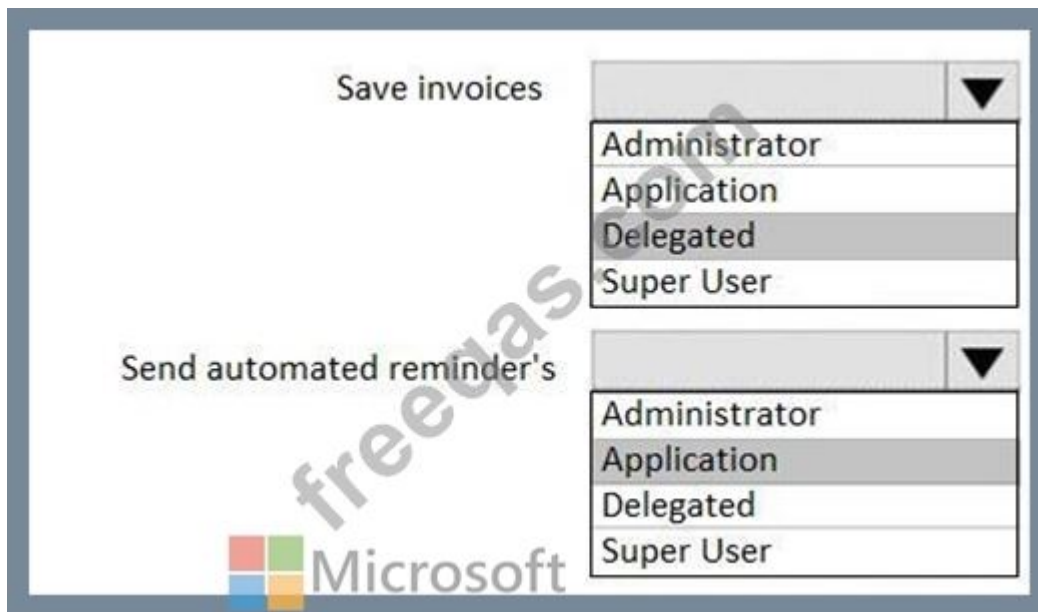 Save invoices
Administrator
Application
Delegated
Super User
Send automated reminder's
Administrator
Application
Delegated
Super User
freeqas.com
Microsoft